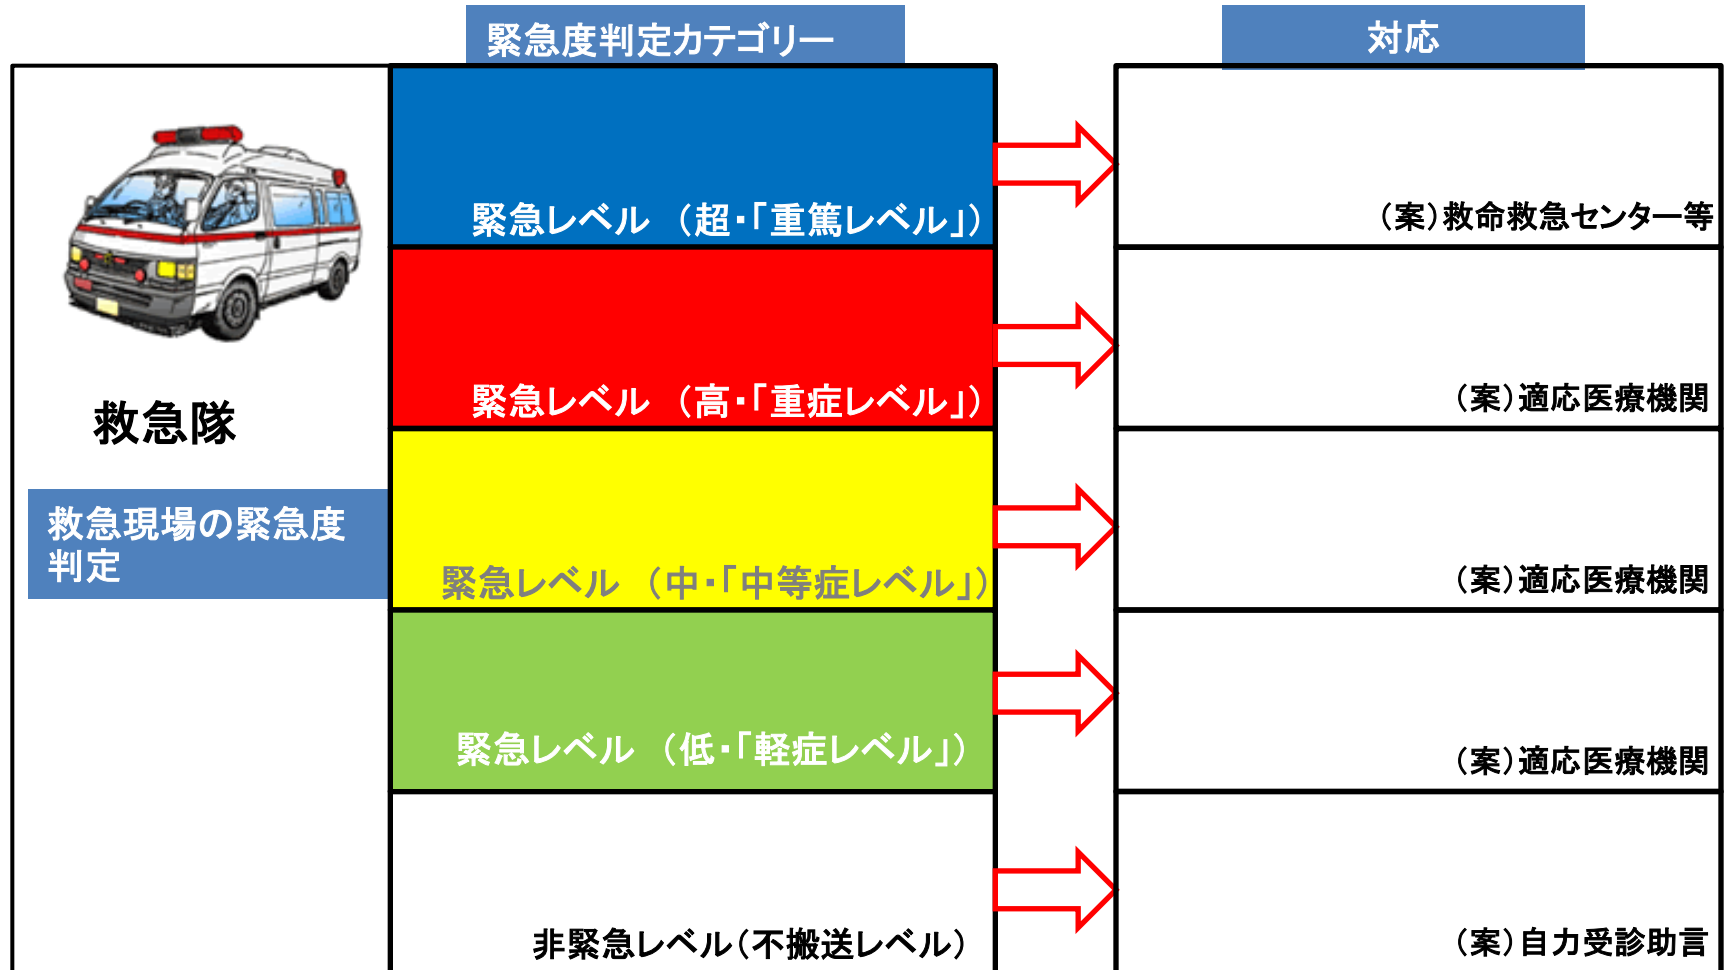 緊急度判定カテゴリー
対応
緊急レベル （超・「重篤レベル」）
（案）救命救急センター等
緊急レベル （高・「重症レベル」）
（案）適応医療機関
救急隊
救急現場の緊急度
判定
緊急レベル （中・「中等症レベル」）
（案）適応医療機関
緊急レベル （低・「軽症レベル」）
（案）適応医療機関
非緊急レベル（不搬送レベル）
（案）自力受診助言